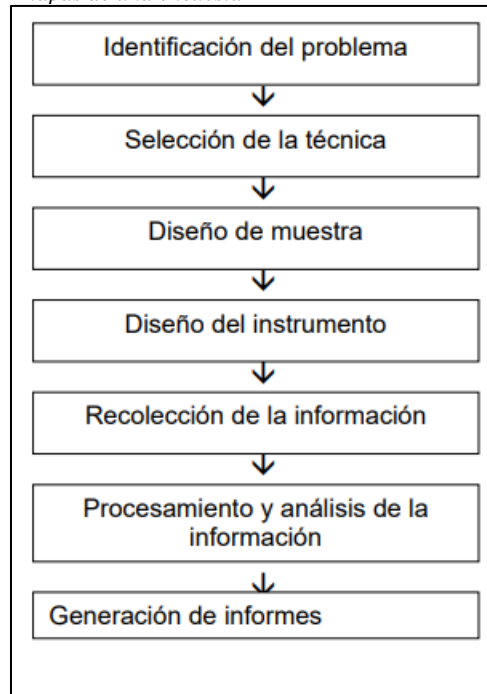 Identificación del problema
Selección de la técnica
Diseño de muestra
Diseño del instrumento
Recolección de la información
Procesamiento y análisis de la
información
Generación de informes